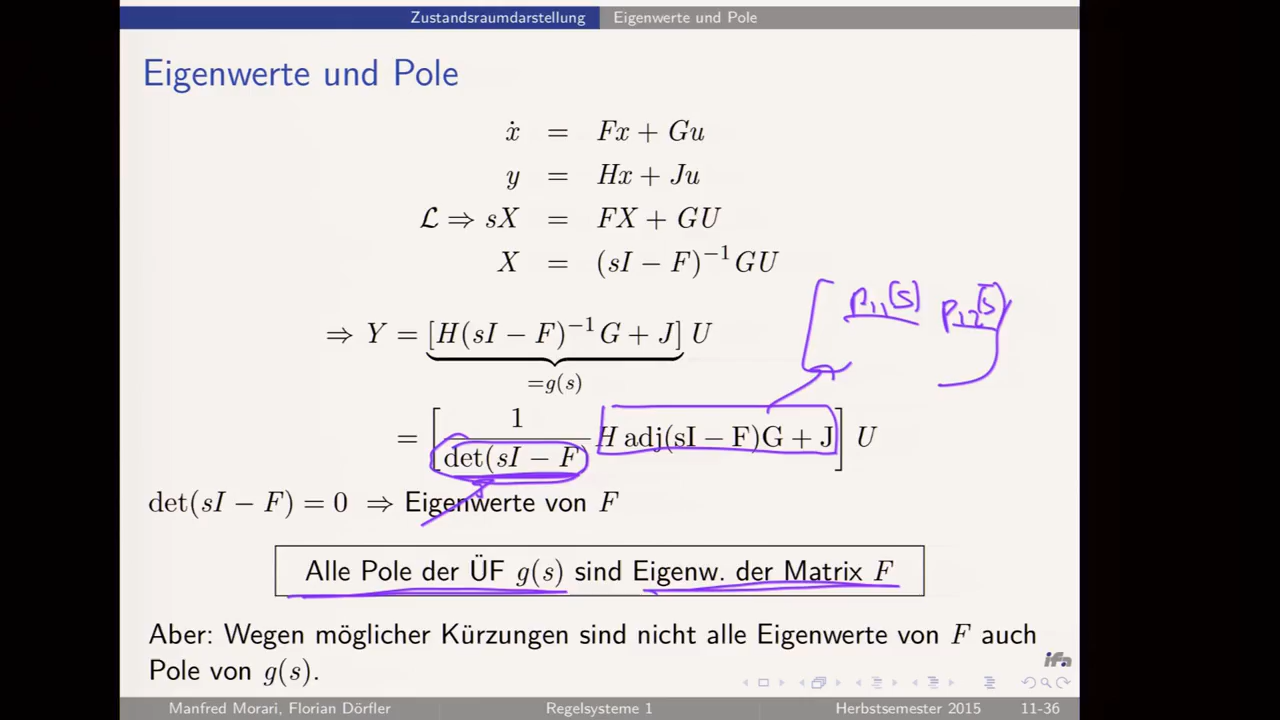 Zustandsraumdarstellung Eigenwerte und Pole
Eigenwerte und Pole
ẋ = Fx + Gu
y = Hx + Ju
ℒ ⇒ sX = FX + GU
X = (sI − F)⁻¹GU
p₁₁(s) p₁₂(s)
⇒ Y = [H(sI − F)⁻¹G + J] U
=g(s)
= [1/det(sI − F) H adj(sI − F)G + J] U
det(sI − F) = 0 ⇒ Eigenwerte von F
Alle Pole der ÜF g(s) sind Eigenw. der Matrix F
Aber: Wegen möglicher Kürzungen sind nicht alle Eigenwerte von F auch
Pole von g(s).
ifa
Manfred Morari, Florian Dörfler Regelsysteme 1 Herbstsemester 2015 11-36